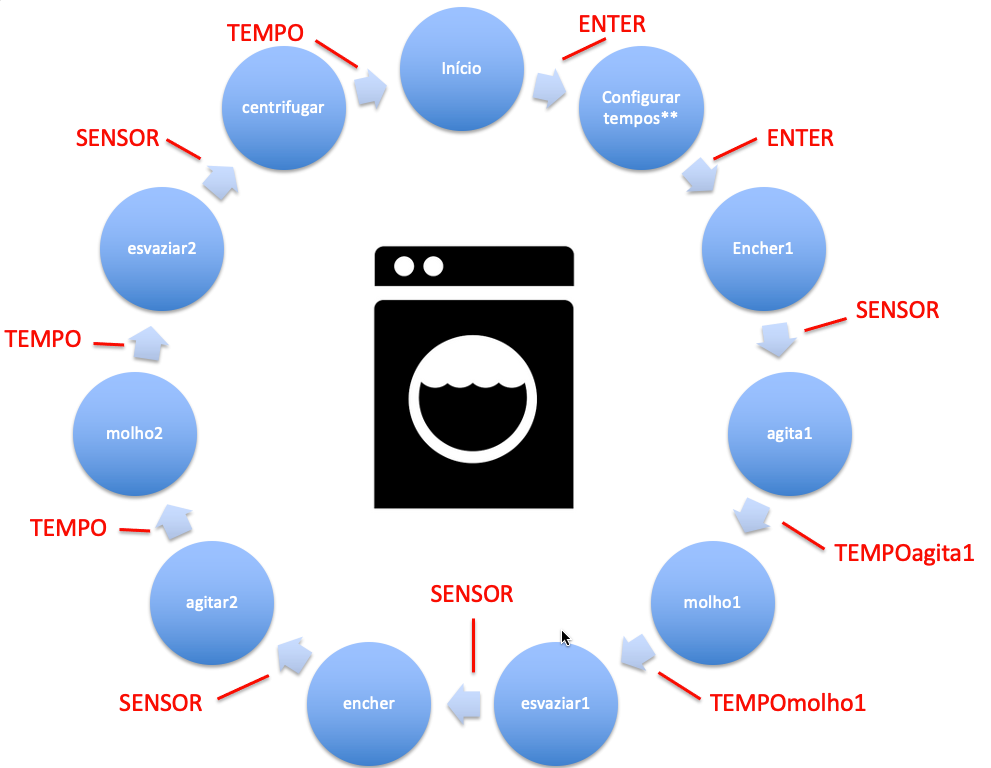 Início
ENTER
Configurar
tempos**
ENTER
Encher1
SENSOR
agita1
TEMPOagita1
molho1
TEMPOmolho1
esvaziar1
SENSOR
encher
SENSOR
agitar2
TEMPO
molho2
TEMPO
esvaziar2
SENSOR
centrifugar
TEMPO